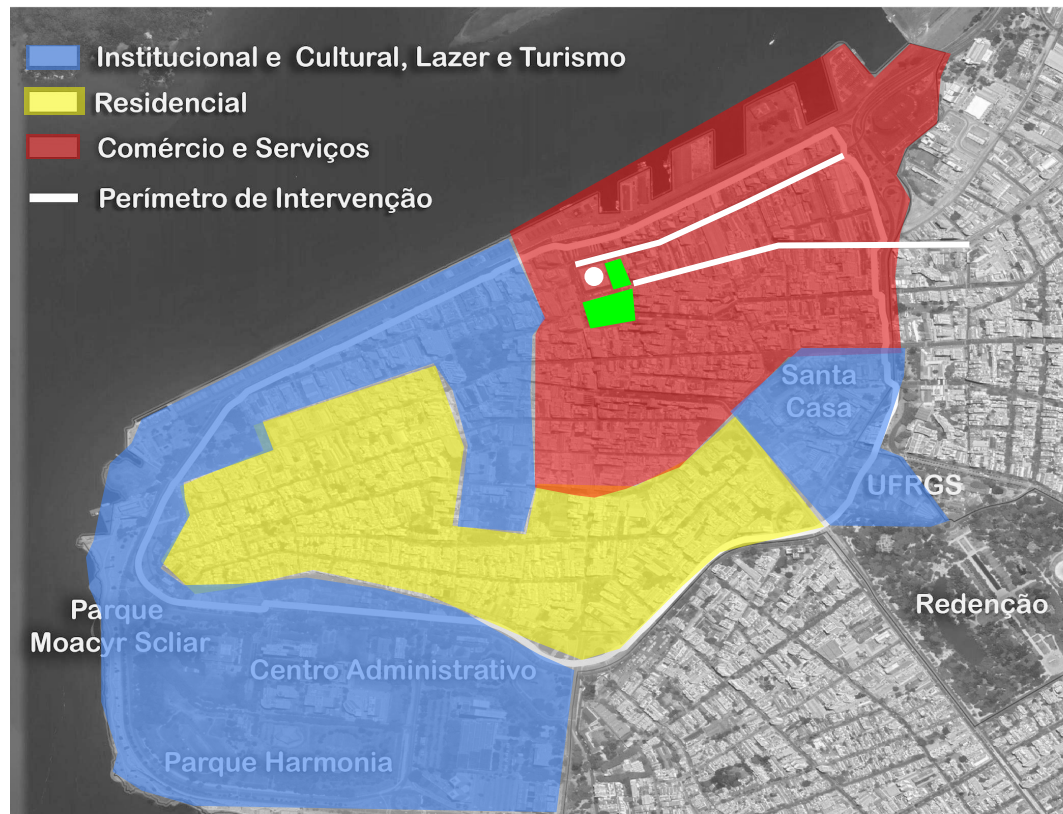 Institucional e Cultural, Lazer e Turismo
Residencial
Comércio e Serviços
Perímetro de Intervenção
Santa
Casa
UFRGS
Redenção
Parque
Moacyr Scliar
Centro Administrativo
Parque Harmonia